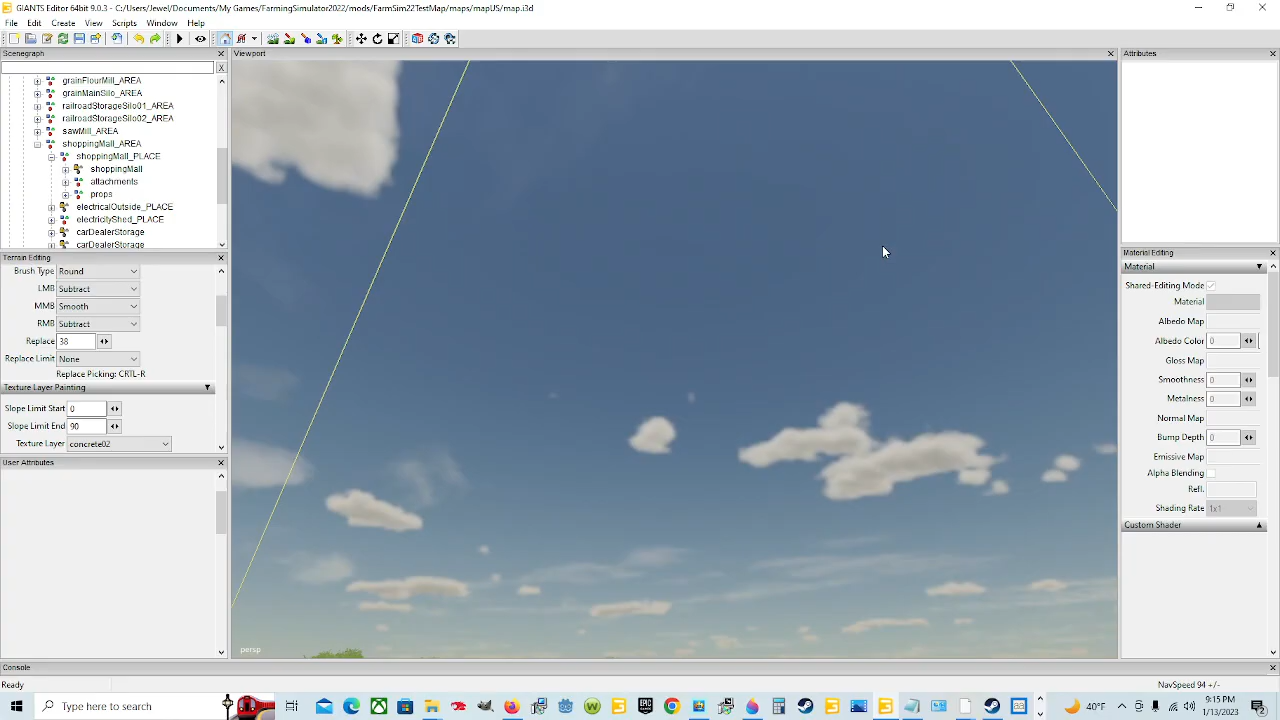 GIANTS Editor 64bit 9.0.3 - C:/Users/Jewel/Documents/My Games/FarmingSimulator2022/mods/FarmSim22TestMap/maps/mapUS/map.i3d
File Edit Create View Scripts Window Help
Scenegraph
X
grainFlourMill_AREA
grainMainSilo_AREA
railroadStorageSilo01_AREA
railroadStorageSilo02_AREA
sawMill_AREA
shoppingMall_AREA
shoppingMall_PLACE
shoppingMall
attachments
props
electricalOutside_PLACE
electricityShed_PLACE
carDealerStorage
carDealerStorage
Terrain Editing
Brush Type Round
LMB Subtract
MMB Smooth
RMB Subtract
Replace 38
Replace Limit None
Replace Picking: CRTL-R
Texture Layer Painting
Slope Limit Start 0
Slope Limit End 90
Texture Layer concrete02
User Attributes
Viewport
persp
Attributes
Material Editing
Material
Shared-Editing Mode
Material
Albedo Map
Albedo Color 0
Gloss Map
Smoothness 0
Metalness 0
Normal Map
Bump Depth 0
Emissive Map
Alpha Blending
Refl.
Shading Rate 1x1
Custom Shader
Console
Ready
NavSpeed 94 +/-
Type here to search
40°F
9:15 PM
1/13/2023
2